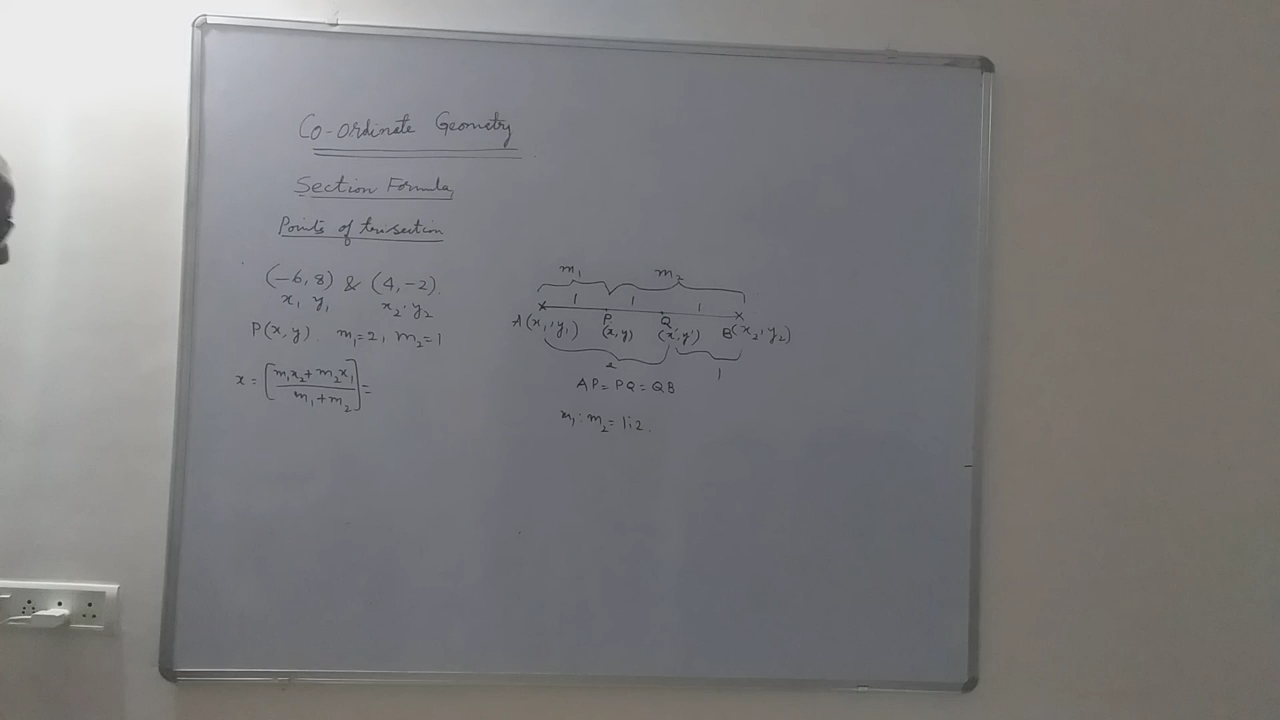 Co-ordinate Geometry
Section Formula
Points of trisection
(-6, 8) & (4, -2).
x₁ y₁ x₂, y₂
P(x, y) m₁=2, m₂=1
x = [m₁x₂ + m₂x₁ / m₁ + m₂] =
m₁ m₂
1 1 1
P Q
A(x₁, y₁) (x, y) (x', y') B(x₂, y₂)
2 1
AP = PQ = QB
m₁ : m₂ = 1:2.